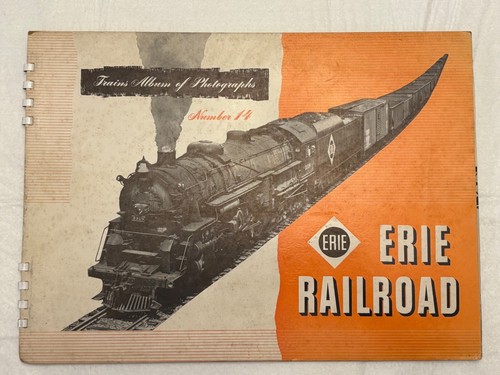 Trains Album of Photographs
Number 14
ERIE
ERIE
RAILROAD